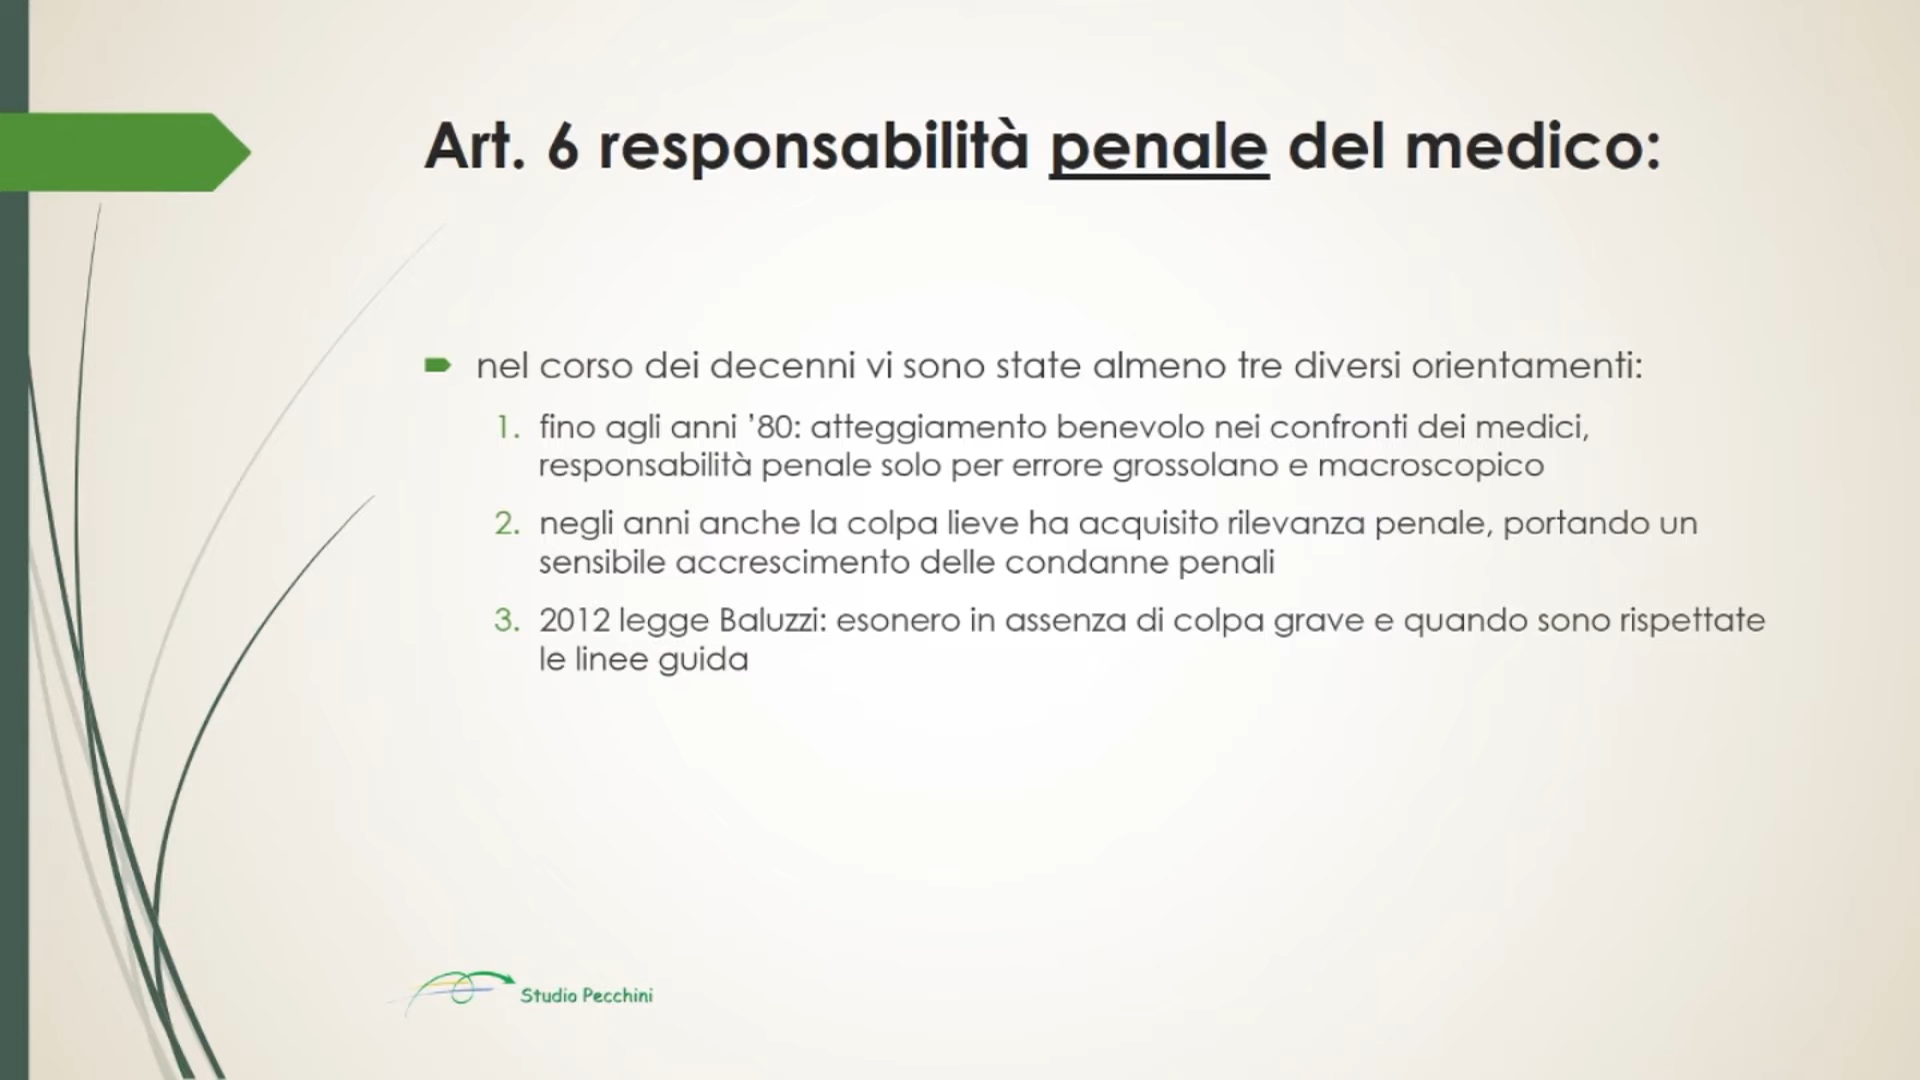 Art. 6 responsabilità penale del medico:
nel corso dei decenni vi sono state almeno tre diversi orientamenti:
1. fino agli anni ’80: atteggiamento benevolo nei confronti dei medici,
responsabilità penale solo per errore grossolano e macroscopico
2. negli anni anche la colpa lieve ha acquisito rilevanza penale, portando un
sensibile accrescimento delle condanne penali
3. 2012 legge Baluzzi: esonero in assenza di colpa grave e quando sono rispettate
le linee guida
Studio Pecchini